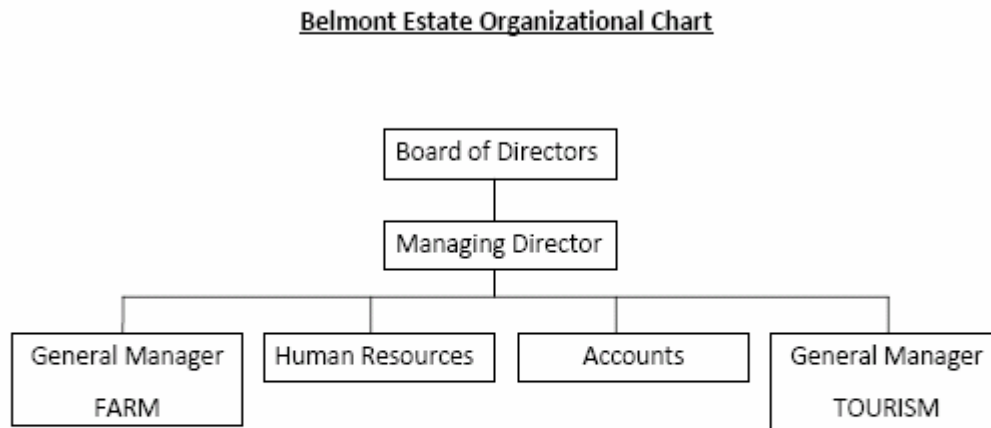 Belmont Estate Organizational Chart
Board of Directors
Managing Director
General Manager
FARM
Human Resources
Accounts
General Manager
TOURISM